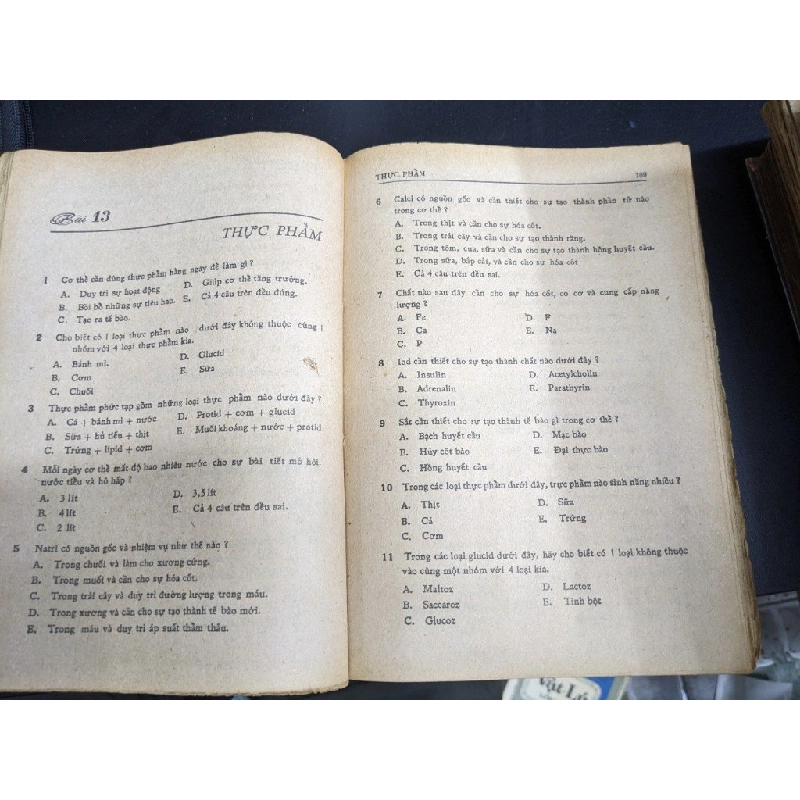 Bài 13
THỰC PHẨM
1 Cơ thể cần dùng thực phẩm hàng ngày để làm gì ?
A. Duy trì sự hoạt động D. Giúp cơ thể tăng trưởng.
B. Bồi bổ những sự tiêu hao. E. Cả 4 câu trên đều đúng.
C. Tạo ra tế bào.
2 Cho biết có 1 loại thực phẩm nào dưới đây không thuộc cùng 1
nhóm với 4 loại thực phẩm kia.
A. Bánh mì. D. Glucid
B. Cơm E. Sữa
C. Chuối
3 Thực phẩm phức tạp gồm những loại thực phẩm nào dưới đây ?
A. Cá + bánh mì + nước D. Protid + cơm + glucid
B. Sữa + hủ tiếu + thịt E. Muối khoáng + nước + protid
C. Trứng + lipid + cơm
4 Mỗi ngày cơ thể mất độ bao nhiêu nước cho sự bài tiết mồ hôi
nước tiểu và hô hấp ?
A. 3 lít D. 3,5 lít
B. 4 lít E. Cả 4 câu trên đều sai.
C. 2 lít
5 Natri có nguồn gốc và nhiệm vụ như thế nào ?
A. Trong chuối và làm cho xương cứng.
B. Trong muối và cần cho sự hóa cốt.
C. Trong trái cây và duy trì đường lượng trong máu.
D. Trong xương và cần cho sự tạo thành tế bào mới.
E. Trong máu và duy trì áp suất thẩm thấu.
THỰC PHẨM 189
6 Calci có nguồn gốc và cần thiết cho sự tạo thành phần tử nào
trong cơ thể ?
A. Trong thịt và cần cho sự hóa cốt.
B. Trong trái cây và cần cho sự tạo thành răng.
C. Trong tôm, cua, sữa và cần cho sự tạo thành hồng huyết cầu.
D. Trong sữa, bắp cải, và cần cho sự hóa cốt
E. Cả 4 câu trên đều sai.
7 Chất nào sau đây cần cho sự hóa cốt, co cơ và cung cấp năng
lượng ?
A. Fe D. F
B. Ca E. Na
C. P
8 Iod cần thiết cho sự tạo thành chất nào dưới đây ?
A. Insulin D. Acetykholin
B. Adrenalin E. Parathyrin
C. Thyroxin
9 Sắt cần thiết cho sự tạo thành tế bào gì trong cơ thể ?
A. Bạch huyết cầu D. Mạc bào
B. Hủy cốt bào E. Đại thực bào
C. Hồng huyết cầu
10 Trong các loại thực phẩm dưới đây, trực phẩm nào sinh năng nhiều ?
A. Thịt D. Sữa
B. Cá E. Trứng
C. Cơm
11 Trong các loại glucid dưới đây, hãy cho biết có 1 loại không thuộc
vào cùng một nhóm với 4 loại kia.
A. Maltoz D. Lactoz
B. Saccaroz E. Tinh bột
C. Glucoz